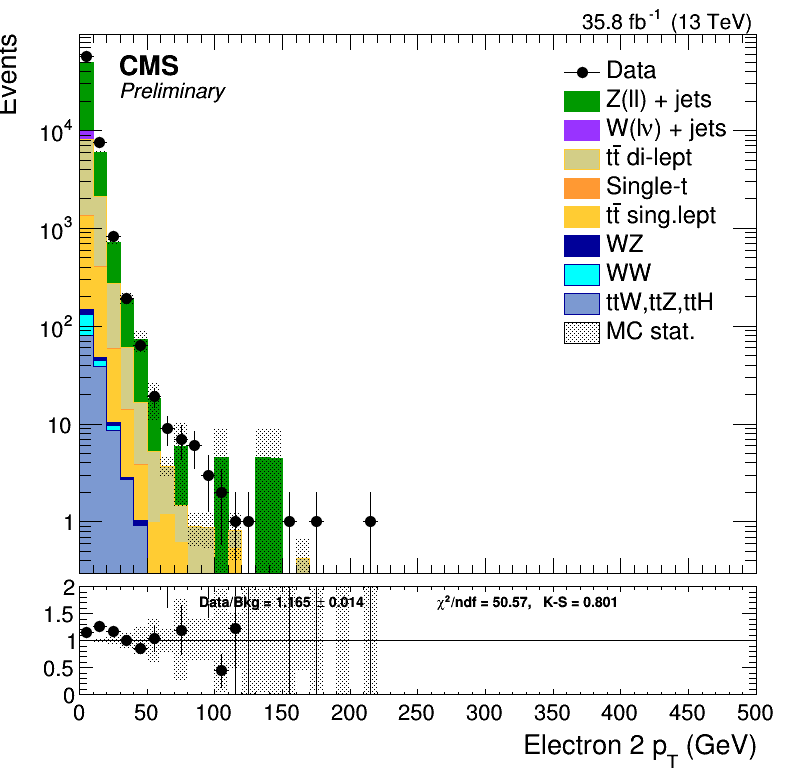 35.8 fb⁻¹ (13 TeV)
Events
CMS
Preliminary
Data
Z(ll) + jets
W(lν) + jets
tt̄ di-lept
Single-t
tt̄ sing.lept
WZ
WW
ttW,ttZ,ttH
MC stat.
10⁴
10³
10²
10
1
Data/Bkg = 1.165 ± 0.014 χ²/ndf = 50.57, K-S = 0.801
2
1.5
1
0.5
0
0 50 100 150 200 250 300 350 400 450 500
Electron 2 p_T (GeV)